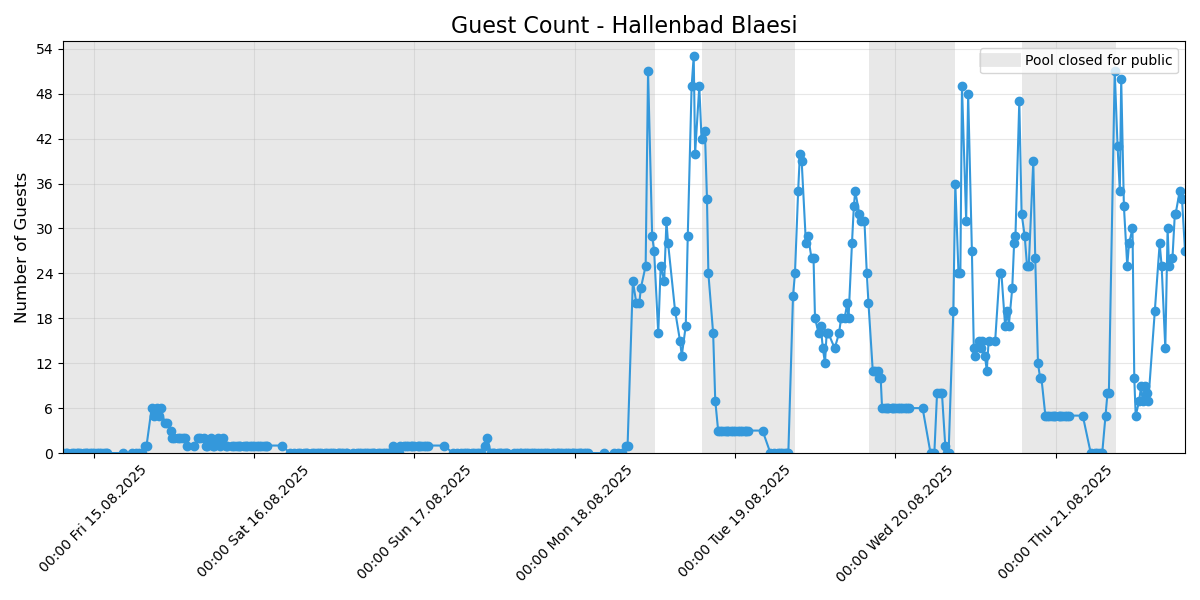 Guest Count - Hallenbad Blaesi
Pool closed for public
Number of Guests
54
48
42
36
30
24
18
12
6
0
00:00 Fri 15.08.2025
00:00 Sat 16.08.2025
00:00 Sun 17.08.2025
00:00 Mon 18.08.2025
00:00 Tue 19.08.2025
00:00 Wed 20.08.2025
00:00 Thu 21.08.2025